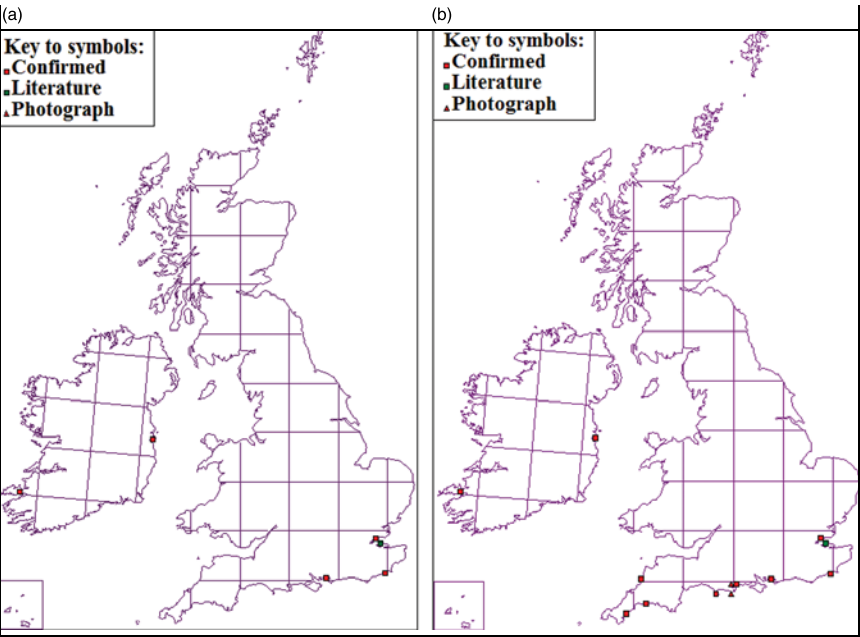 (a)
Key to symbols:
Confirmed
Literature
Photograph
(b)
Key to symbols:
Confirmed
Literature
Photograph